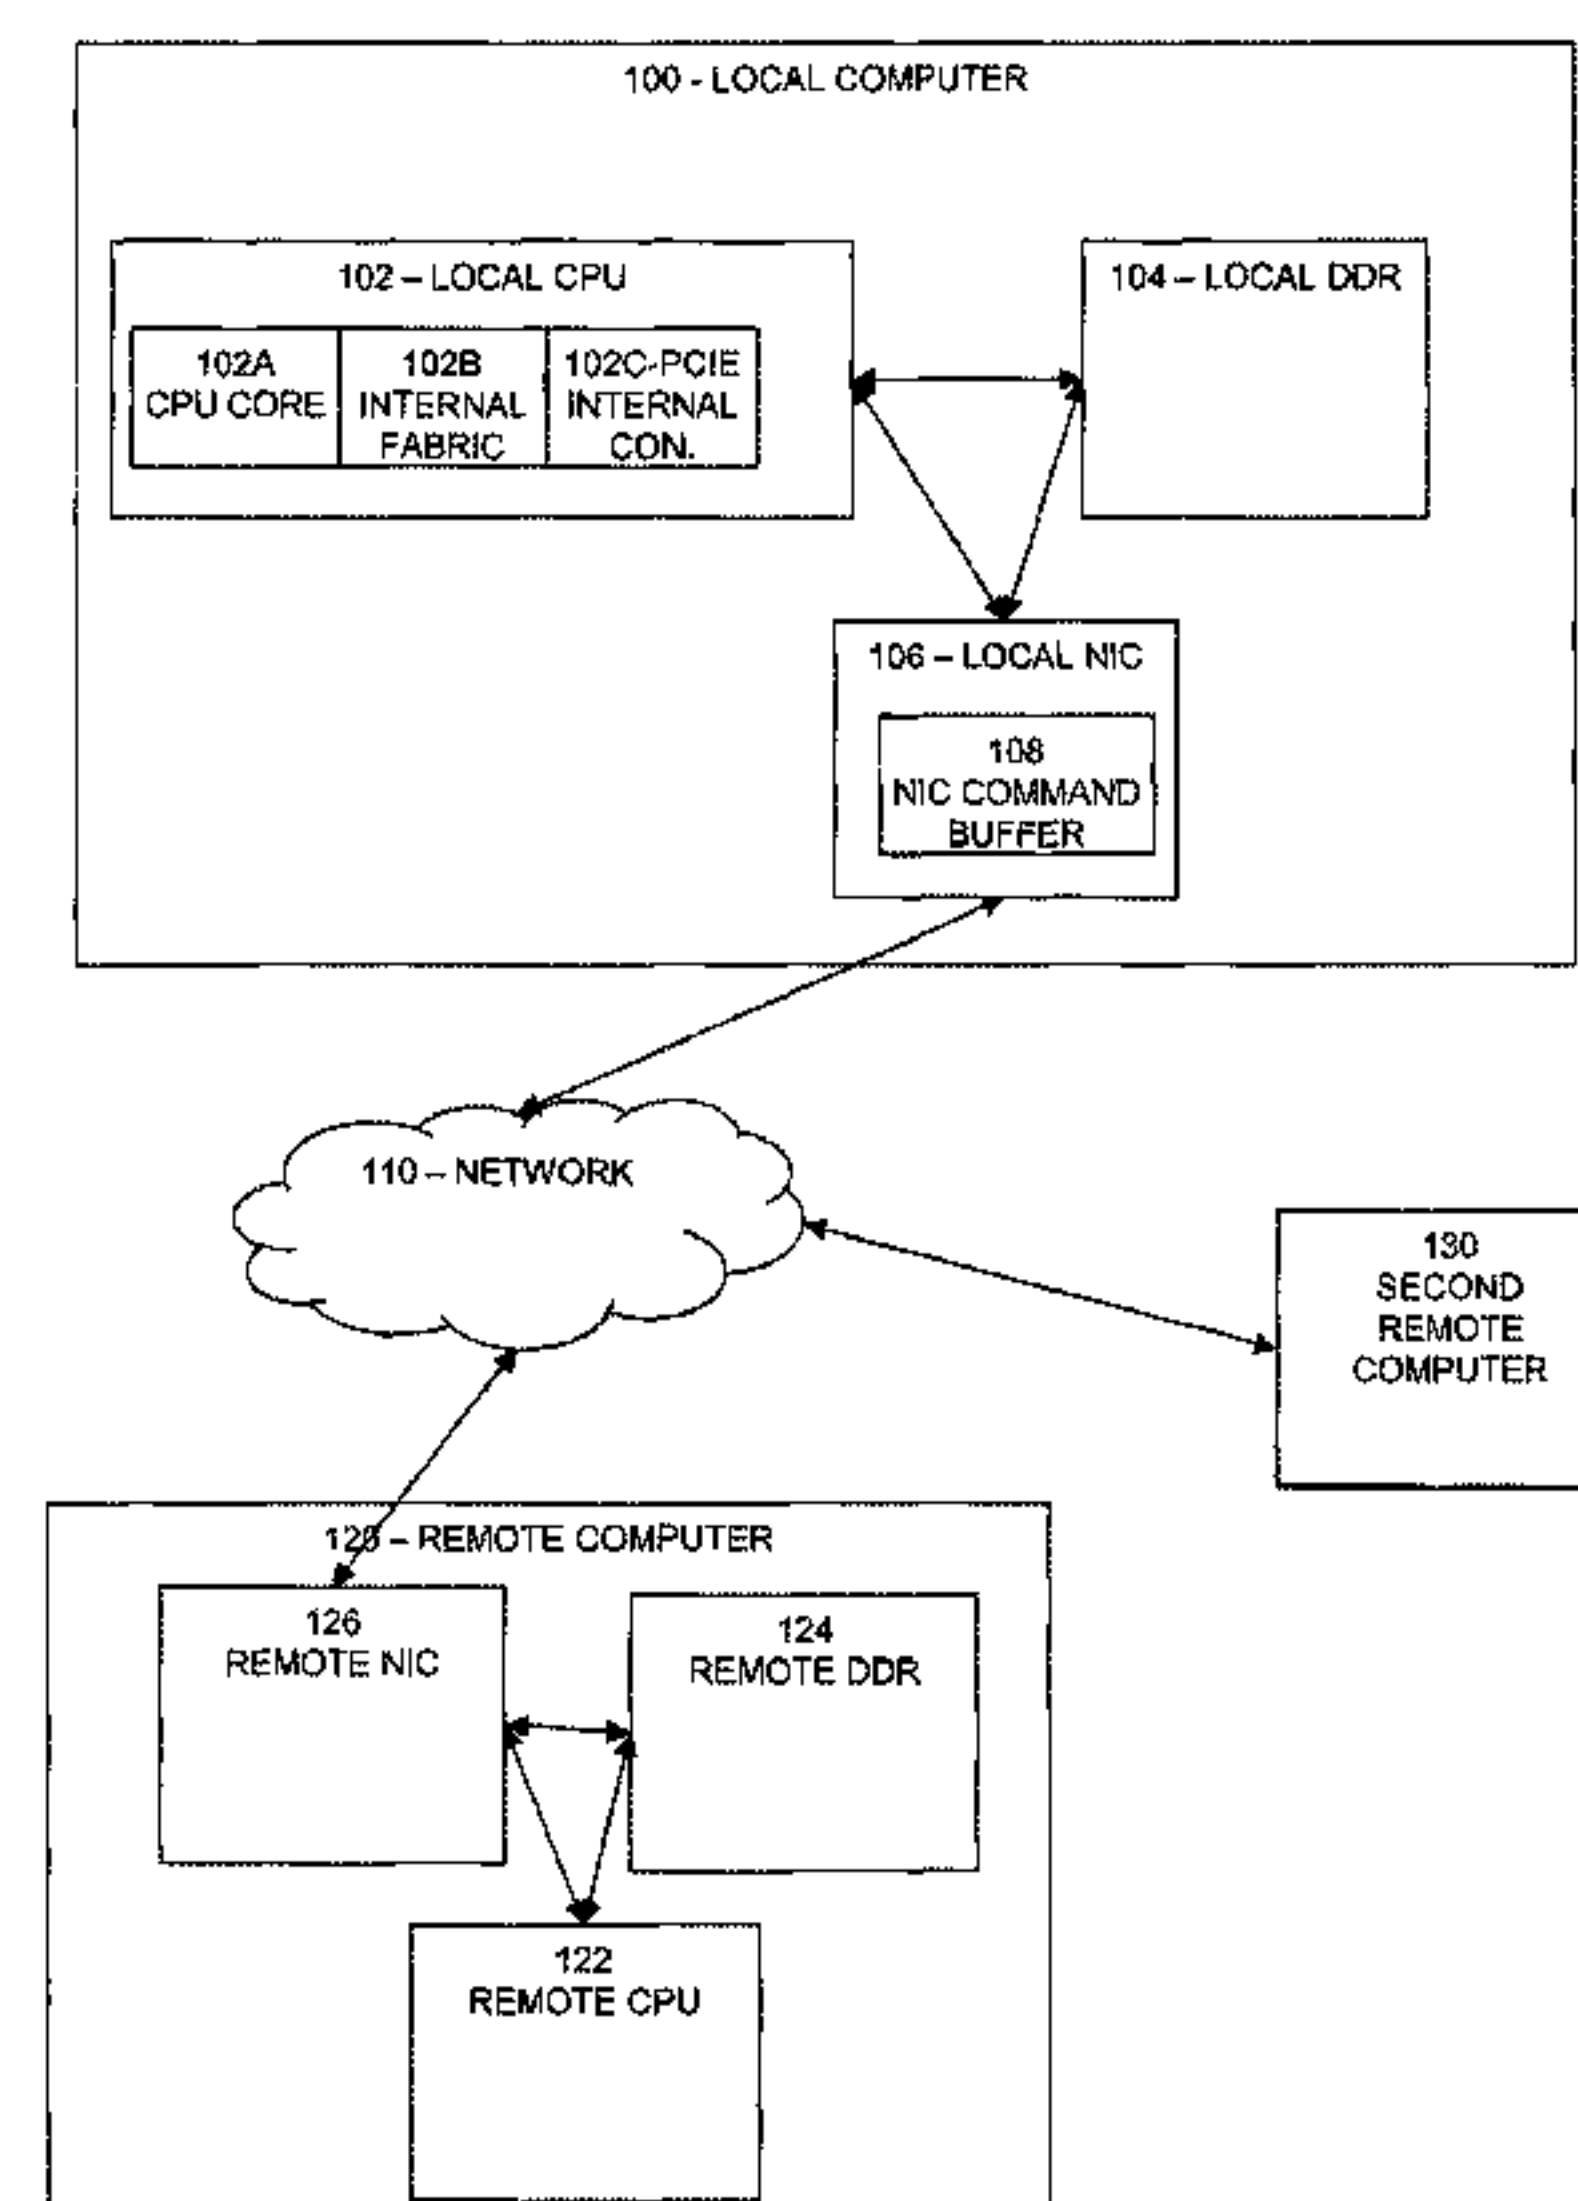 100 - LOCAL COMPUTER
102 – LOCAL CPU
102A
CPU CORE
102B
INTERNAL
FABRIC
102C-PCIE
INTERNAL
CON.
104 – LOCAL DDR
106 – LOCAL NIC
108
NIC COMMAND
BUFFER
110 – NETWORK
130
SECOND
REMOTE
COMPUTER
120 – REMOTE COMPUTER
126
REMOTE NIC
124
REMOTE DDR
122
REMOTE CPU